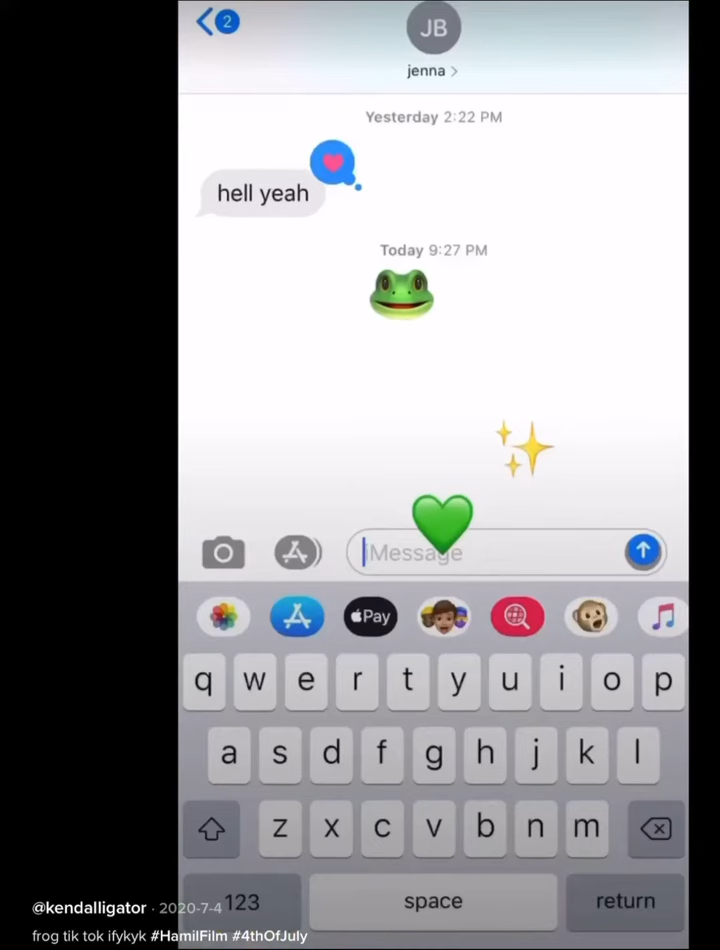 2
JB
jenna >
Yesterday 2:22 PM
hell yeah
Today 9:27 PM
iMessage
Pay
q w e r t y u i o p
a s d f g h j k l
z x c v b n m
123 space return
@kendalligator · 2020-7-4
frog tik tok ifykyk #HamilFilm #4thOfJuly